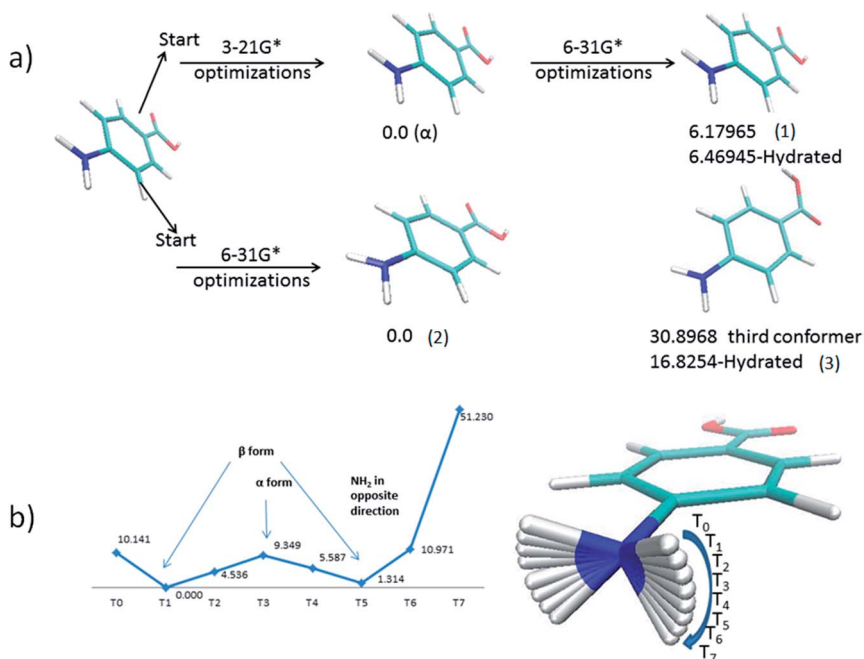 a)
Start
3-21G*
optimizations
6-31G*
optimizations
0.0 (α)
6.17965 (1)
6.46945-Hydrated
Start
6-31G*
optimizations
0.0 (2)
30.8968 third conformer
16.8254-Hydrated (3)
b)
10.141
0.000
4.536
9.349
5.587
1.314
10.971
51.230
β form
α form
NH₂ in
opposite
direction
T0 T1 T2 T3 T4 T5 T6 T7
T₀
T₁
T₂
T₃
T₄
T₅
T₆
T₇